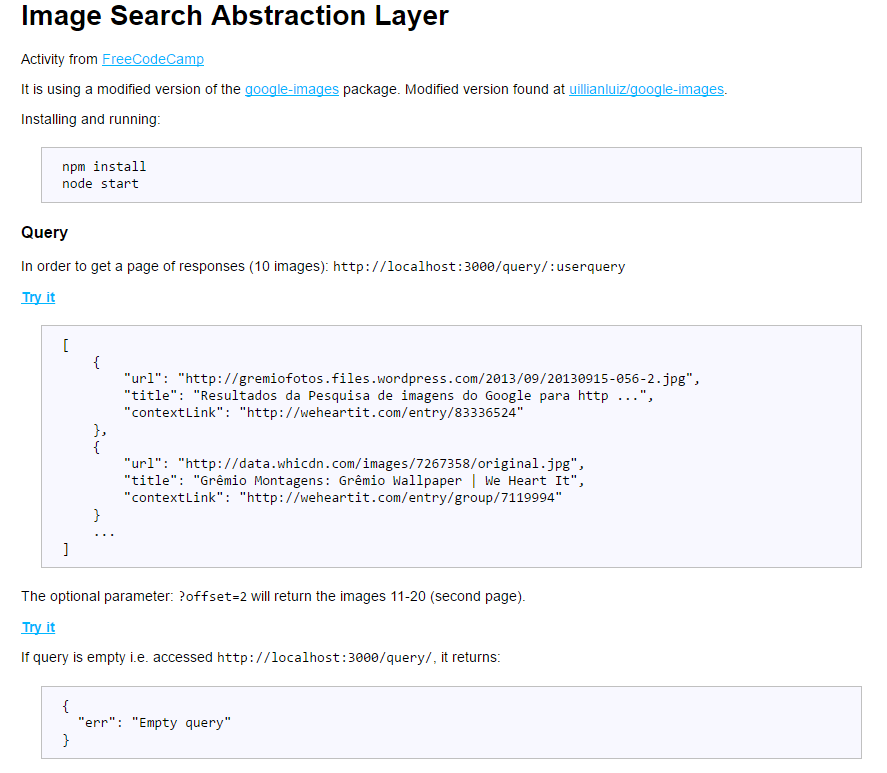 Image Search Abstraction Layer
Activity from FreeCodeCamp
It is using a modified version of the google-images package. Modified version found at uillianluiz/google-images.
Installing and running:
npm install
node start
Query
In order to get a page of responses (10 images): http://localhost:3000/query/:userquery
Try it
[
    {
        "url": "http://gremiofotos.files.wordpress.com/2013/09/20130915-056-2.jpg",
        "title": "Resultados da Pesquisa de imagens do Google para http ...",
        "contextLink": "http://weheartit.com/entry/83336524"
    },
    {
        "url": "http://data.whicdn.com/images/7267358/original.jpg",
        "title": "Grêmio Montagens: Grêmio Wallpaper | We Heart It",
        "contextLink": "http://weheartit.com/entry/group/7119994"
    }
    ...
]
The optional parameter: ?offset=2 will return the images 11-20 (second page).
Try it
If query is empty i.e. accessed http://localhost:3000/query/, it returns:
{
  "err": "Empty query"
}